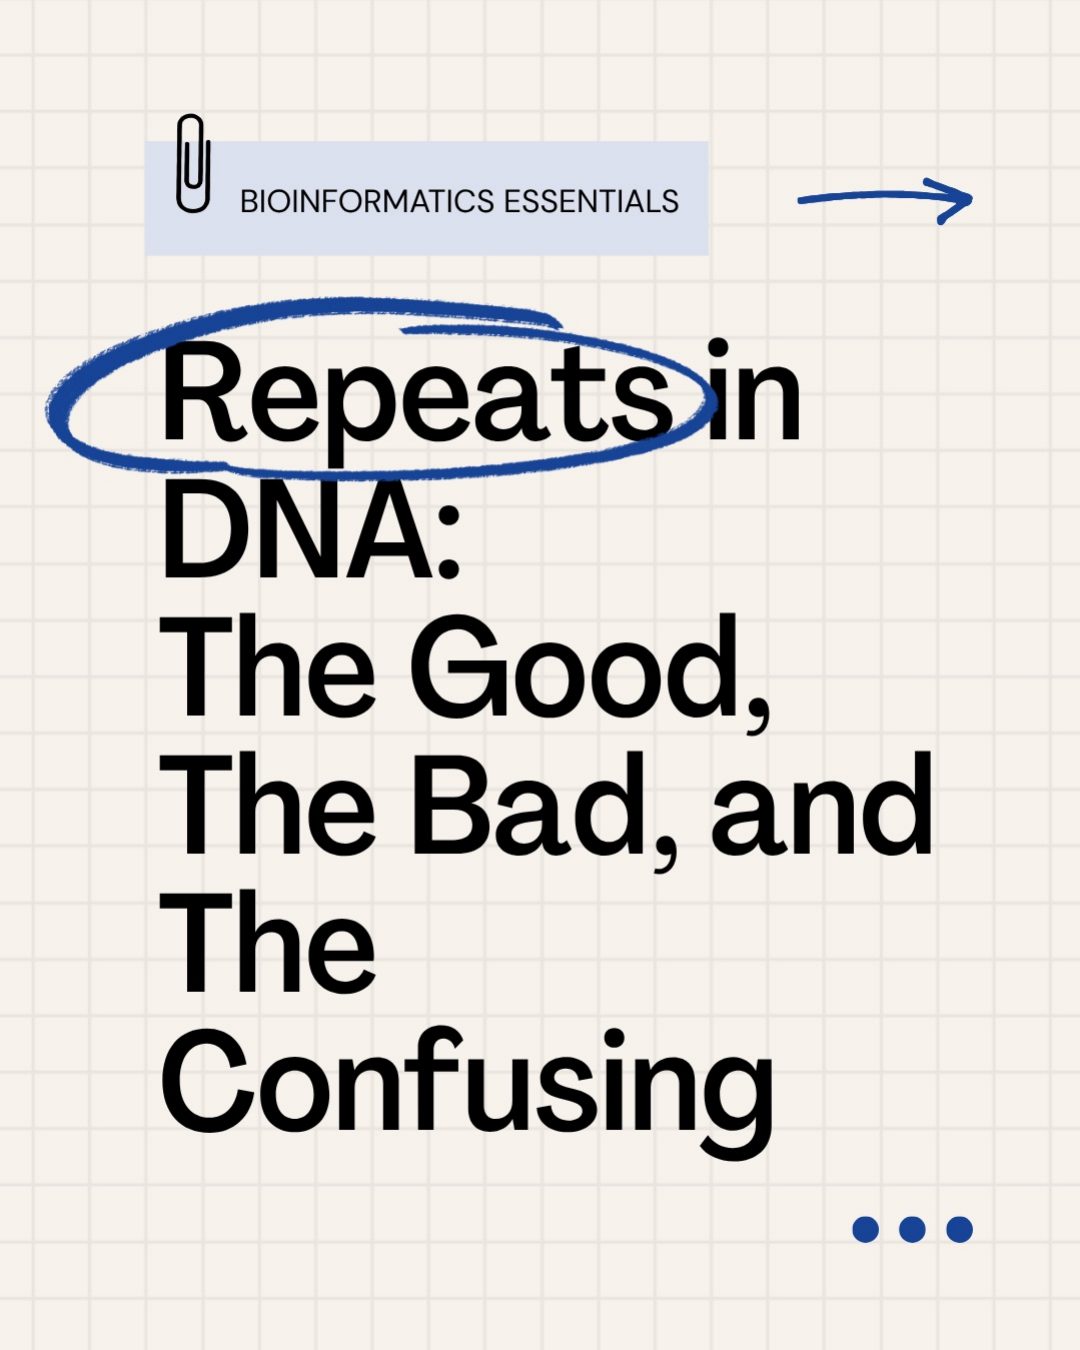 BIOINFORMATICS ESSENTIALS
Repeats in
DNA:
The Good,
The Bad, and
The
Confusing